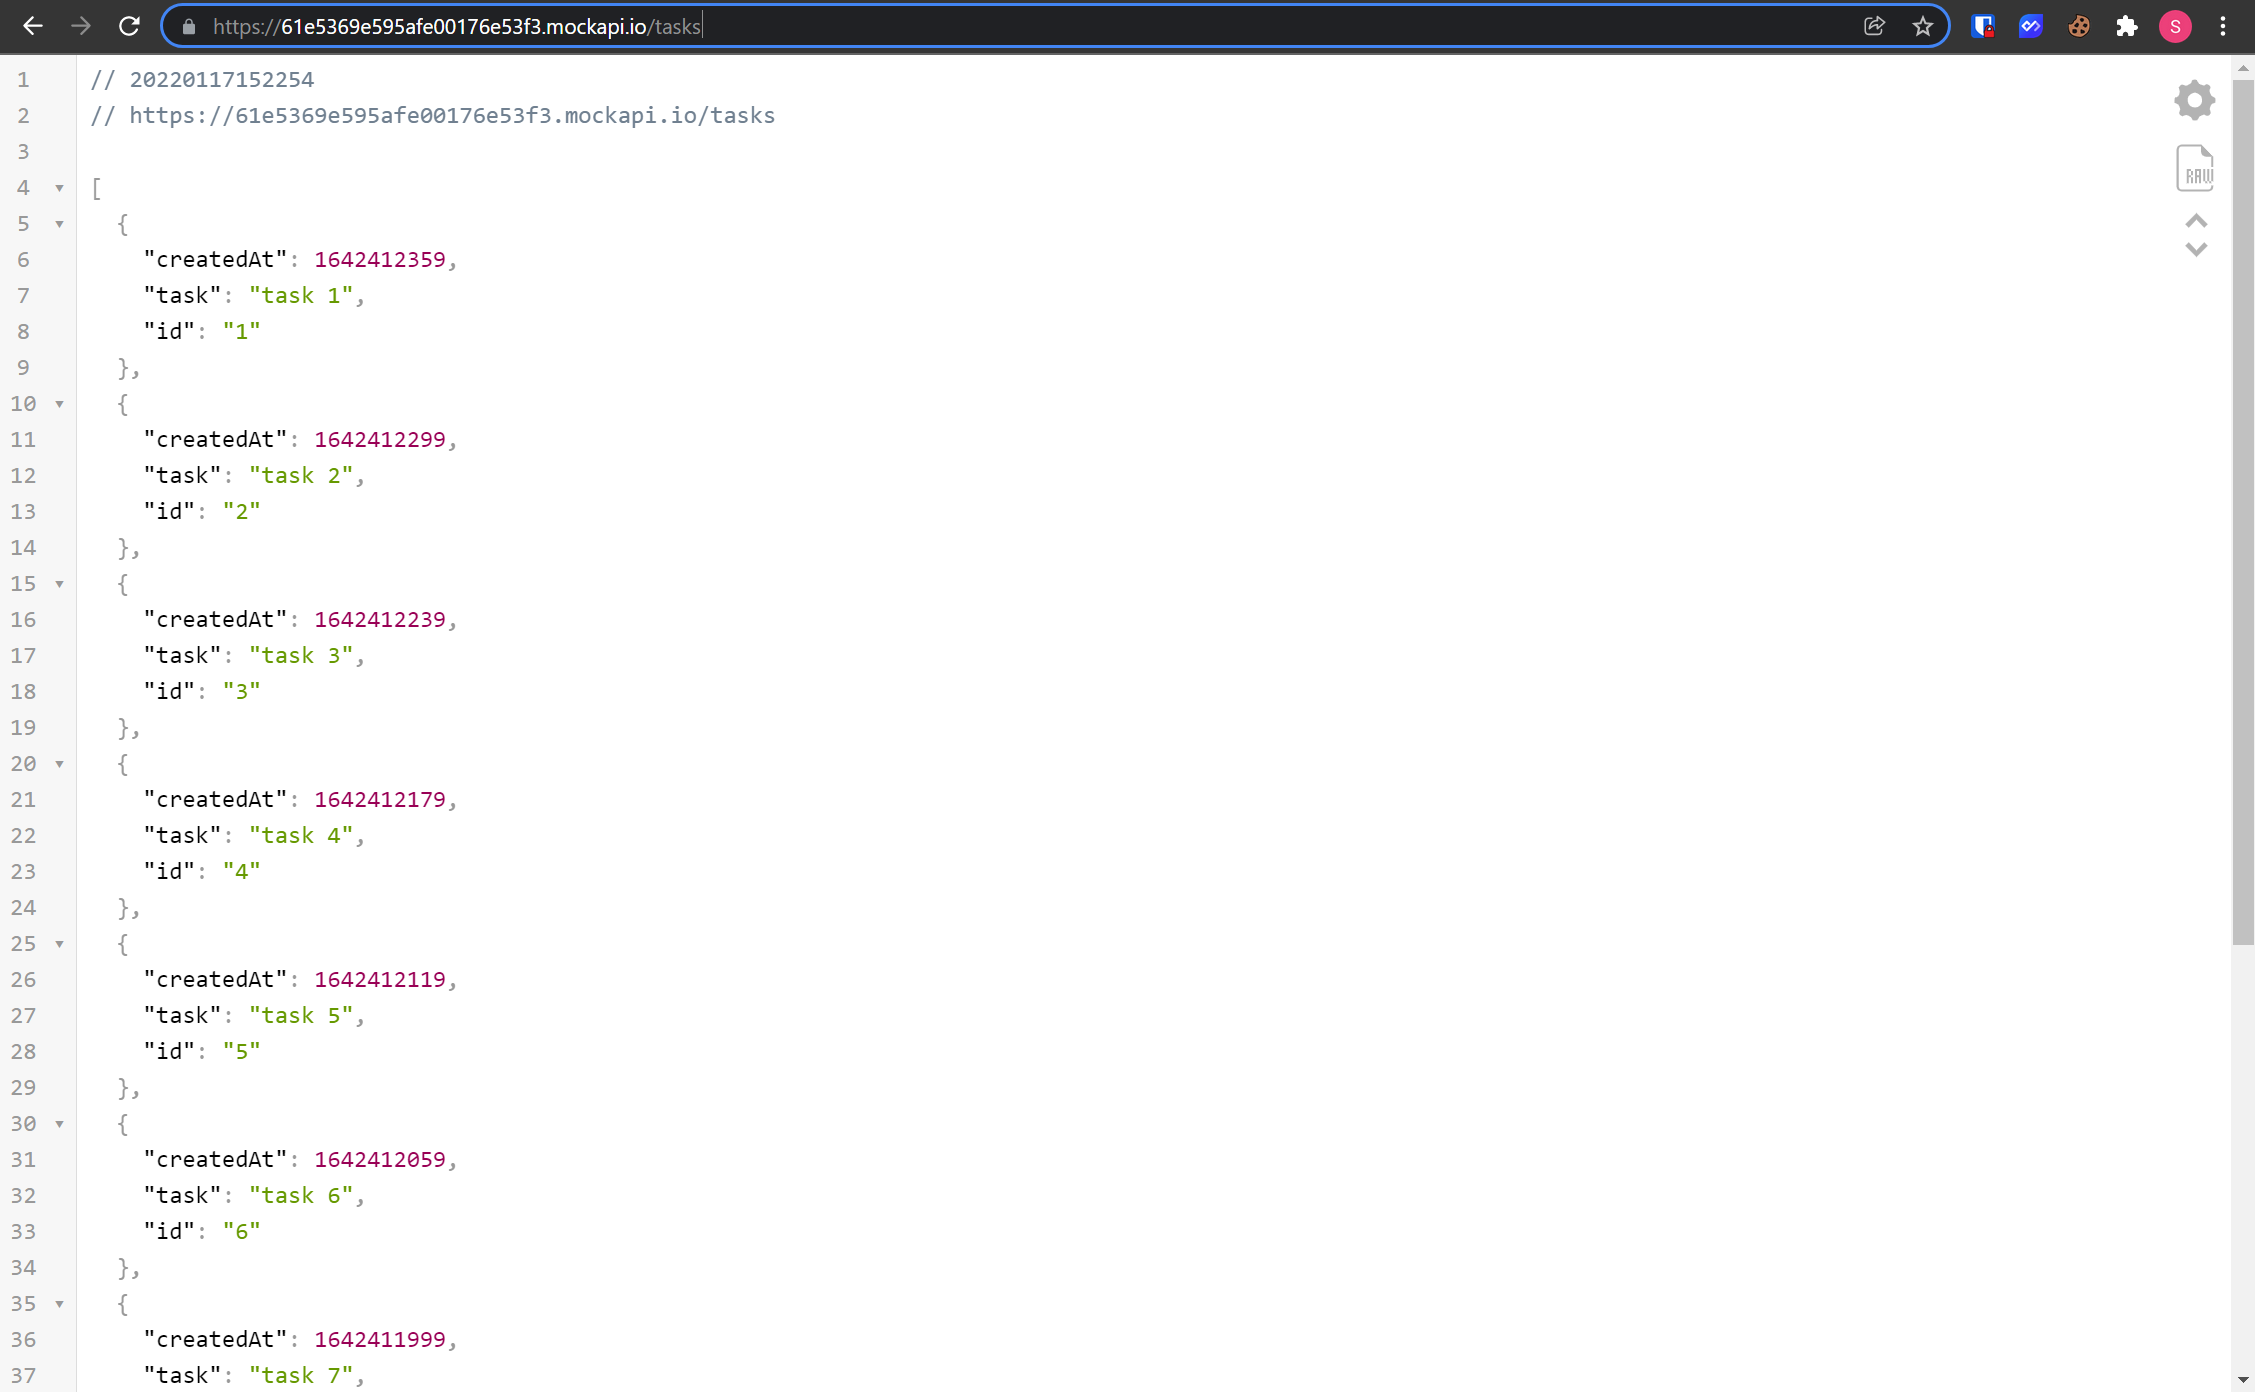 https://61e5369e595afe00176e53f3.mockapi.io/tasks
S
1 // 20220117152254
2 // https://61e5369e595afe00176e53f3.mockapi.io/tasks
3
4 [
5 {
6 "createdAt": 1642412359,
7 "task": "task 1",
8 "id": "1"
9 },
10 {
11 "createdAt": 1642412299,
12 "task": "task 2",
13 "id": "2"
14 },
15 {
16 "createdAt": 1642412239,
17 "task": "task 3",
18 "id": "3"
19 },
20 {
21 "createdAt": 1642412179,
22 "task": "task 4",
23 "id": "4"
24 },
25 {
26 "createdAt": 1642412119,
27 "task": "task 5",
28 "id": "5"
29 },
30 {
31 "createdAt": 1642412059,
32 "task": "task 6",
33 "id": "6"
34 },
35 {
36 "createdAt": 1642411999,
37 "task": "task 7",
RAW